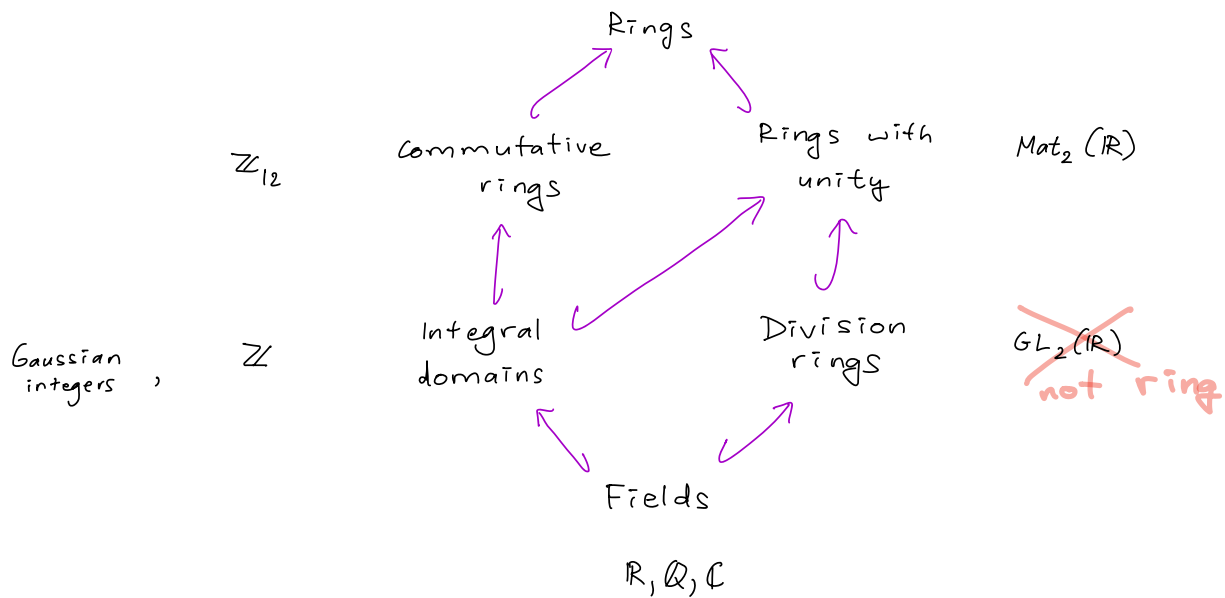 Rings
ℤ₁₂
Commutative
rings
Rings with
unity
Mat₂ (ℝ)
Gaussian
integers ,
ℤ
Integral
domains
Division
rings
GL₂(ℝ)
not ring
Fields
ℝ, ℚ, ℂ